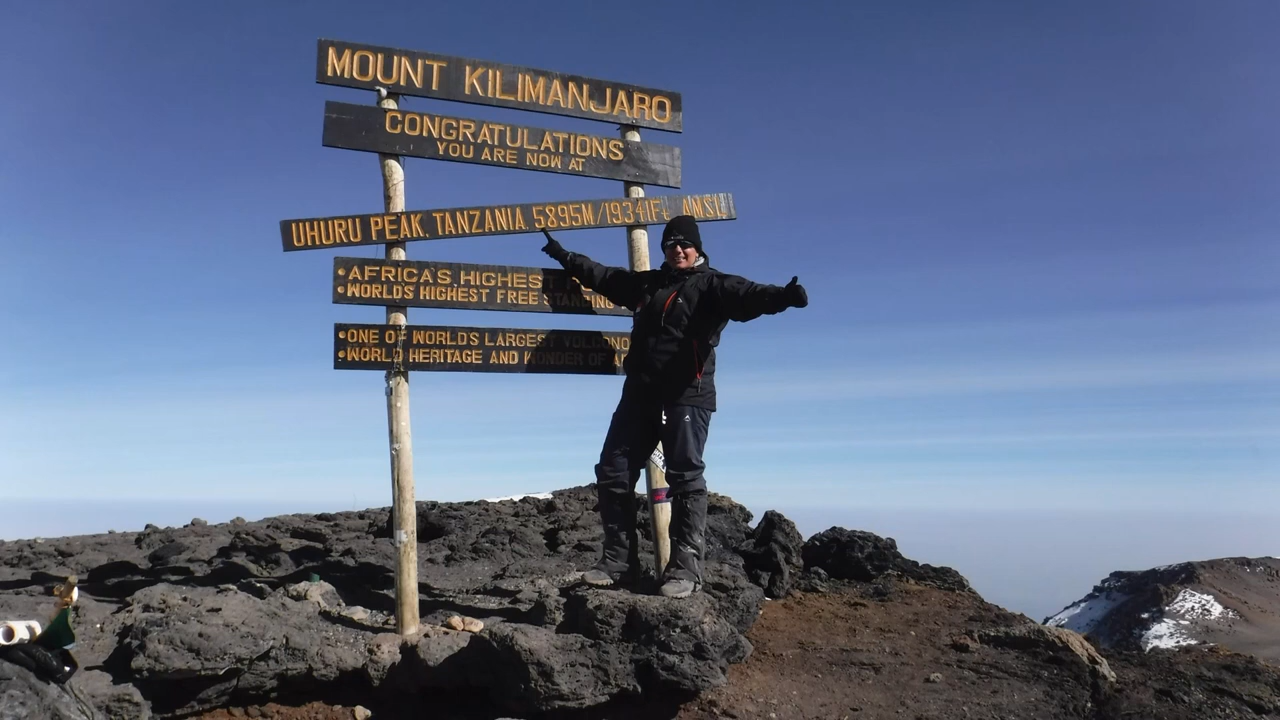 MOUNT KILIMANJARO
CONGRATULATIONS
YOU ARE NOW AT
UHURU PEAK, TANZANIA, 5895M/19341Ft. AMSL
•AFRICA'S HIGHEST
•WORLD'S HIGHEST FREE STANDING
•ONE OF WORLD'S LARGEST
•WORLD HERITAGE AND WONDER OF